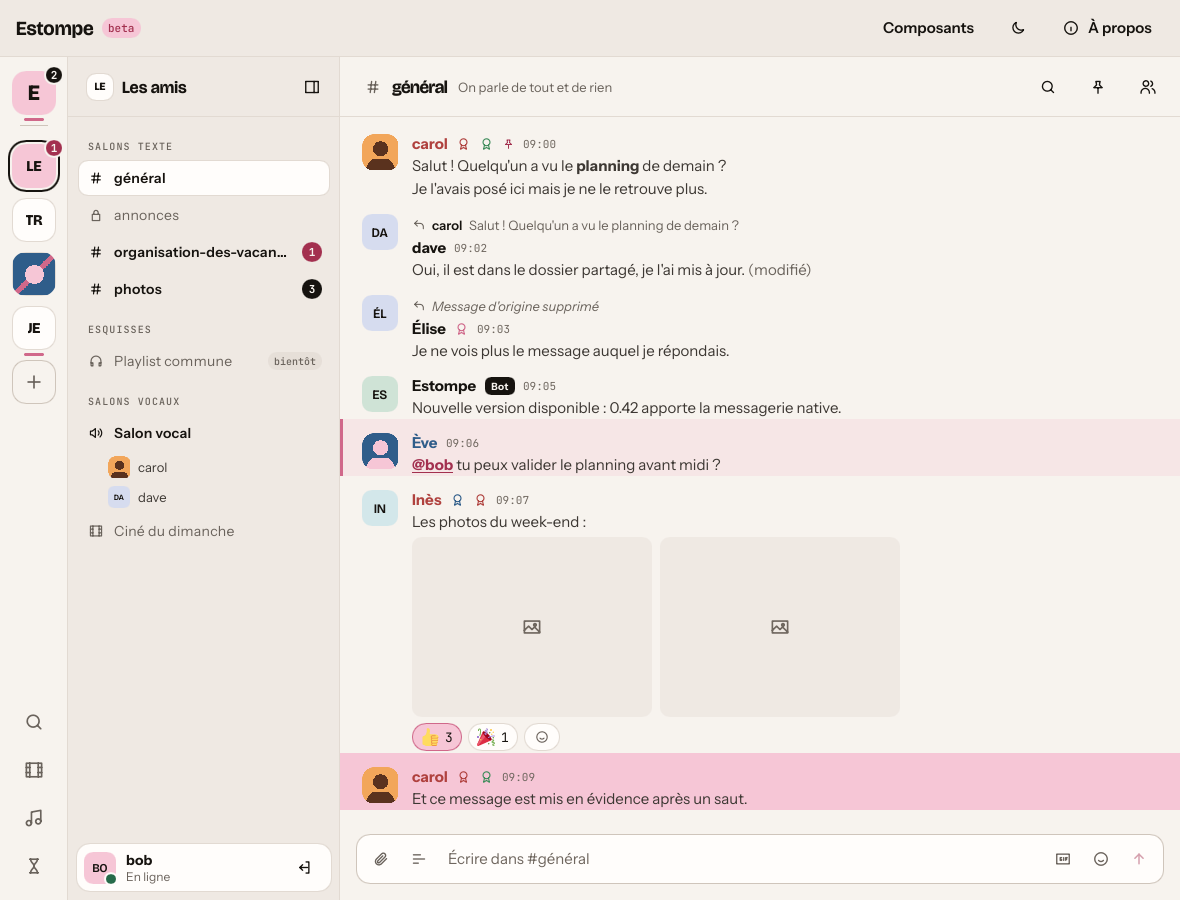 Estompe beta
Composants
À propos
E 2
LE 1
TR
JE
LE Les amis
SALONS TEXTE
# général
annonces
# organisation-des-vacan... 1
# photos 3
ESQUISSES
Playlist commune bientôt
SALONS VOCAUX
Salon vocal
carol
DA dave
Ciné du dimanche
BO bob
En ligne
# général On parle de tout et de rien
carol 09:00
Salut ! Quelqu'un a vu le planning de demain ?
Je l'avais posé ici mais je ne le retrouve plus.
carol Salut ! Quelqu'un a vu le planning de demain ?
DA dave 09:02
Oui, il est dans le dossier partagé, je l'ai mis à jour. (modifié)
Message d'origine supprimé
ÉL Élise 09:03
Je ne vois plus le message auquel je répondais.
ES Estompe Bot 09:05
Nouvelle version disponible : 0.42 apporte la messagerie native.
Ève 09:06
@bob tu peux valider le planning avant midi ?
IN Inès 09:07
Les photos du week-end :
👍 3 🎉 1
carol 09:09
Et ce message est mis en évidence après un saut.
Écrire dans #général
GIF